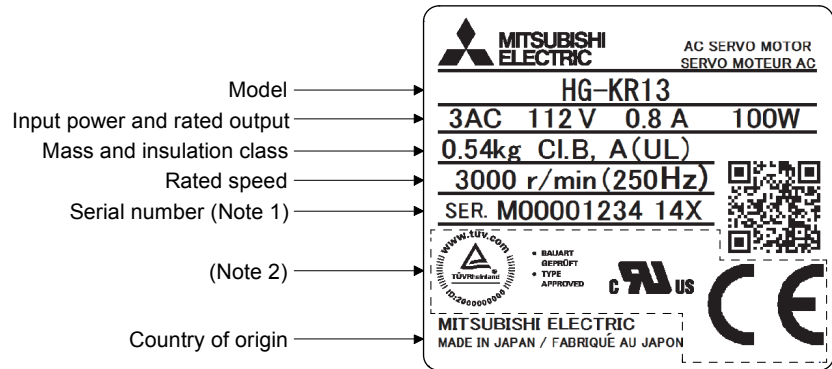 MITSUBISHI ELECTRIC
AC SERVO MOTOR
SERVO MOTEUR AC
Model
HG-KR13
Input power and rated output
3AC 112 V 0.8 A 100W
Mass and insulation class
0.54kg CI.B, A(UL)
Rated speed
3000 r/min(250Hz)
Serial number (Note 1)
SER. M00001234 14X
(Note 2)
www.tuv.com
TÜVRheinland
ID:2000000000
• BAUART
GEPRÜFT
• TYPE
APPROVED
C RU US
CE
MITSUBISHI ELECTRIC
Country of origin
MADE IN JAPAN / FABRIQUÉ AU JAPON